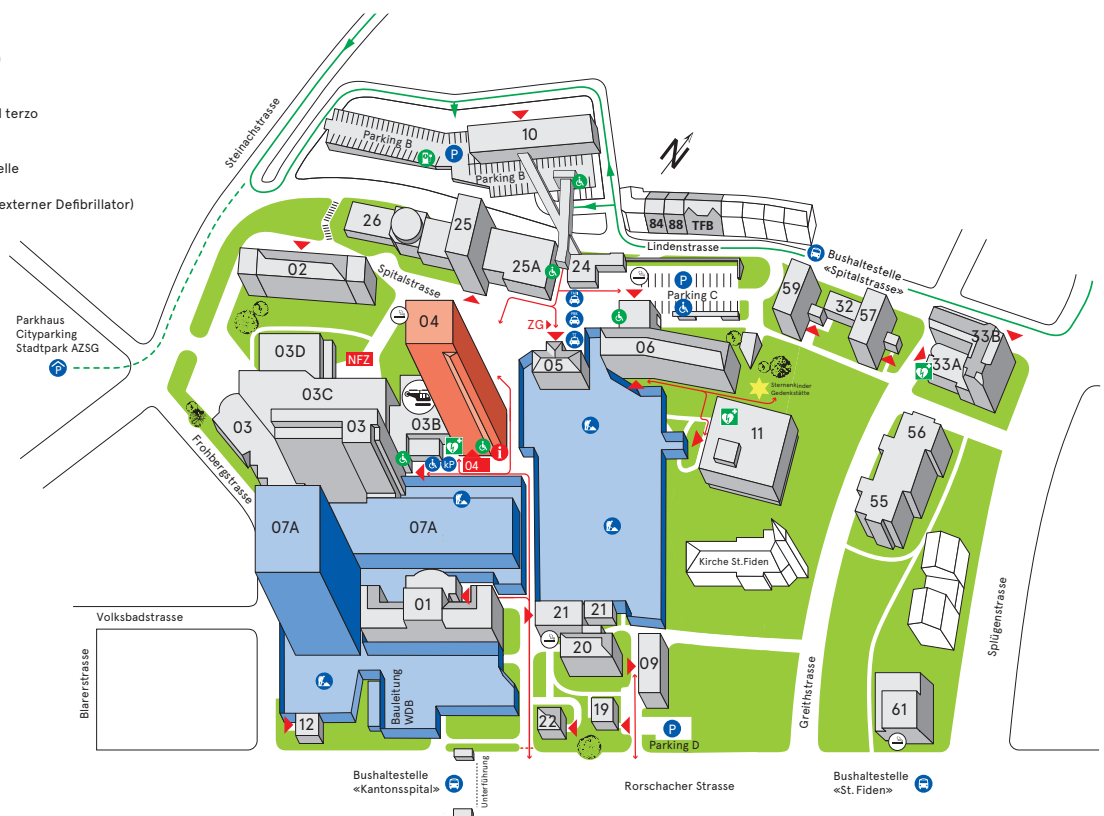 l terzo
elle
externer Defibrillator)
Steinachstrasse
Parking B
P
10
Parking B
N
84
88
TFB
Lindenstrasse
Bushaltestelle
«Spitalstrasse»
26
25
25A
24
02
Spitalstrasse
P
Parking C
59
32
57
33B
33A
Parkhaus
Cityparking
Stadtpark AZSG
P
04
ZG
05
06
NFZ
03D
03C
03
03
03B
Sternenkinder
Gedenkstätte
11
56
55
kP
04
i
Frohbergstrasse
07A
07A
Kirche St.Fiden
01
21
21
20
09
Volksbadstrasse
Blarerstrasse
Bauleitung
WDB
12
22
19
P
Parking D
61
Greithstrasse
Splügenstrasse
Bushaltestelle
«Kantonsspital»
Unterführung
Rorschacher Strasse
Bushaltestelle
«St. Fiden»